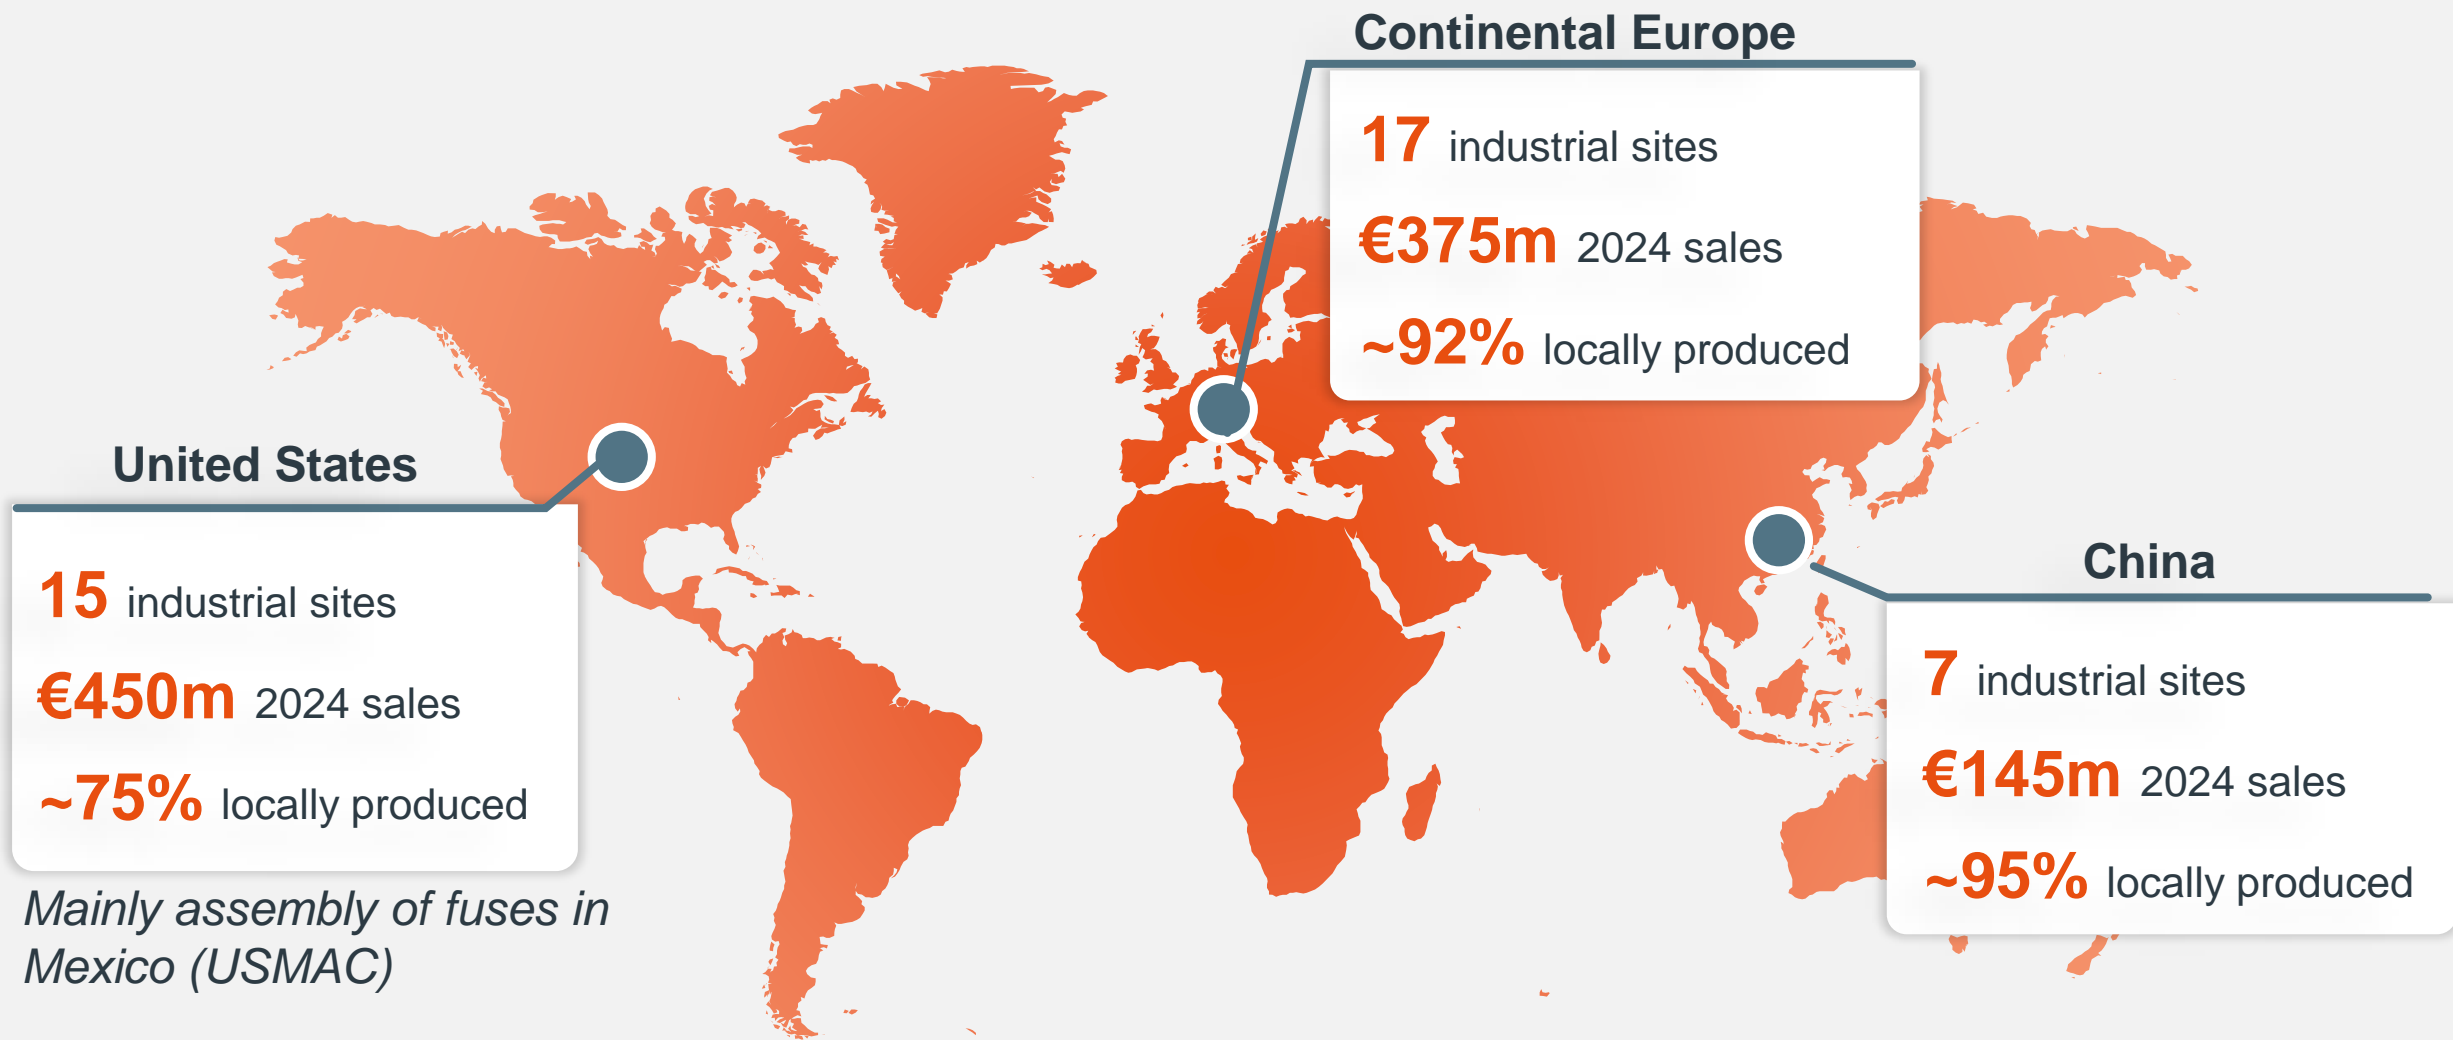 Continental Europe
17 industrial sites
€375m 2024 sales
~92% locally produced
United States
15 industrial sites
€450m 2024 sales
~75% locally produced
Mainly assembly of fuses in
Mexico (USMAC)
China
7 industrial sites
€145m 2024 sales
~95% locally produced